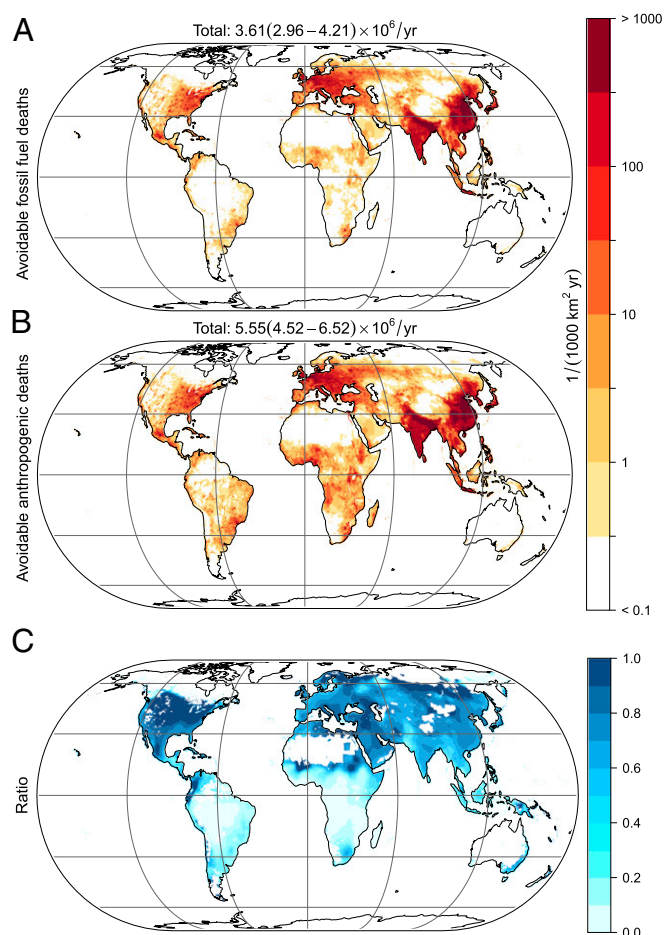 A
Total: 3.61(2.96−4.21)×10⁶/yr
Avoidable fossil fuel deaths
B
Total: 5.55(4.52−6.52)×10⁶/yr
Avoidable anthropogenic deaths
> 1000
100
10
1
< 0.1
1/(1000 km² yr)
C
Ratio
1.0
0.8
0.6
0.4
0.2
0.0